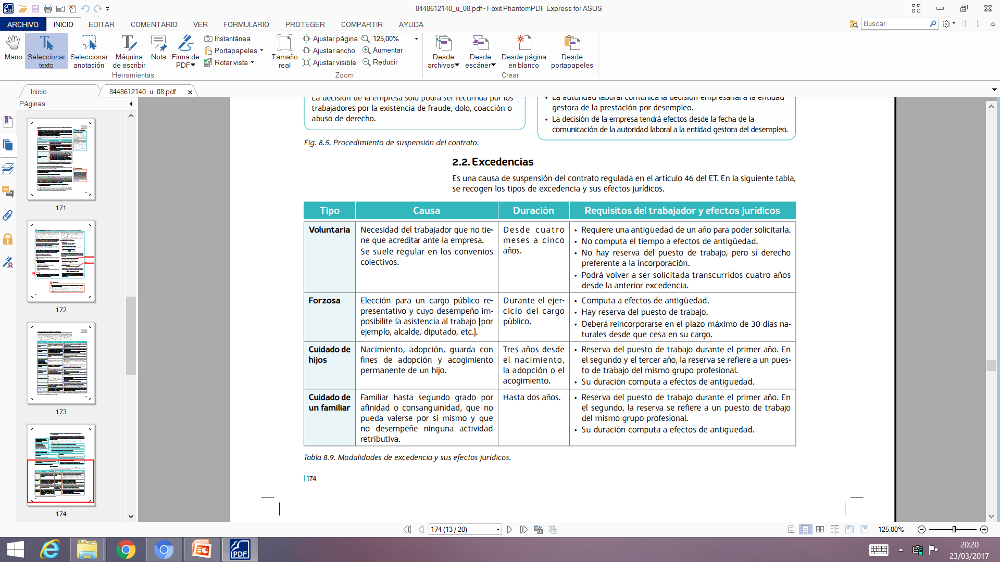 8448612140_u_08.pdf - Foxit PhantomPDF Express for ASUS
ARCHIVO INICIO EDITAR COMENTARIO VER FORMULARIO PROTEGER COMPARTIR AYUDA
Buscar
Mano
Seleccionar texto
Seleccionar anotación
Máquina de escribir
Nota
Firma de PDF
Instantánea
Portapapeles
Rotar vista
Herramientas
Tamaño real
Ajustar página
Ajustar ancho
Ajustar visible
125,00%
Aumentar
Reducir
Zoom
Desde archivos
Desde escáner
Desde página en blanco
Desde portapapeles
Crear
Inicio
8448612140_u_08.pdf
Páginas
171
172
173
174
La decisión de la empresa solo podrá ser recurrida por los
trabajadores por la existencia de fraude, dolo, coacción o
abuso de derecho.
• La autoridad laboral comunica la decisión empresarial a la entidad
gestora de la prestación por desempleo.
• La decisión de la empresa tendrá efectos desde la fecha de la
comunicación de la autoridad laboral a la entidad gestora del desempleo.
Fig. 8.5. Procedimiento de suspensión del contrato.
2.2. Excedencias
Es una causa de suspensión del contrato regulada en el artículo 46 del ET. En la siguiente tabla,
se recogen los tipos de excedencia y sus efectos jurídicos.
Tipo Causa Duración Requisitos del trabajador y efectos jurídicos
Voluntaria
Necesidad del trabajador que no tie-
ne que acreditar ante la empresa.
Se suele regular en los convenios
colectivos.
Desde cuatro
meses a cinco
años.
• Requiere una antigüedad de un año para poder solicitarla.
• No computa el tiempo a efectos de antigüedad.
• No hay reserva del puesto de trabajo, pero sí derecho
preferente a la incorporación.
• Podrá volver a ser solicitada transcurridos cuatro años
desde la anterior excedencia.
Forzosa
Elección para un cargo público re-
presentativo y cuyo desempeño im-
posibilite la asistencia al trabajo (por
ejemplo, alcalde, diputado, etc.).
Durante el ejer-
cicio del cargo
público.
• Computa a efectos de antigüedad.
• Hay reserva del puesto de trabajo.
• Deberá reincorporarse en el plazo máximo de 30 días na-
turales desde que cesa en su cargo.
Cuidado de
hijos
Nacimiento, adopción, guarda con
fines de adopción y acogimiento
permanente de un hijo.
Tres años desde
el nacimiento,
la adopción o el
acogimiento.
• Reserva del puesto de trabajo durante el primer año. En
el segundo y el tercer año, la reserva se refiere a un pues-
to de trabajo del mismo grupo profesional.
• Su duración computa a efectos de antigüedad.
Cuidado de
un familiar
Familiar hasta segundo grado por
afinidad o consanguinidad, que no
pueda valerse por sí mismo y que
no desempeñe ninguna actividad
retributiva.
Hasta dos años.
• Reserva del puesto de trabajo durante el primer año. En
el segundo, la reserva se refiere a un puesto de trabajo
del mismo grupo profesional.
• Su duración computa a efectos de antigüedad.
Tabla 8.9. Modalidades de excedencia y sus efectos jurídicos.
174
174 (13 / 20)
125,00%
20:20
23/03/2017